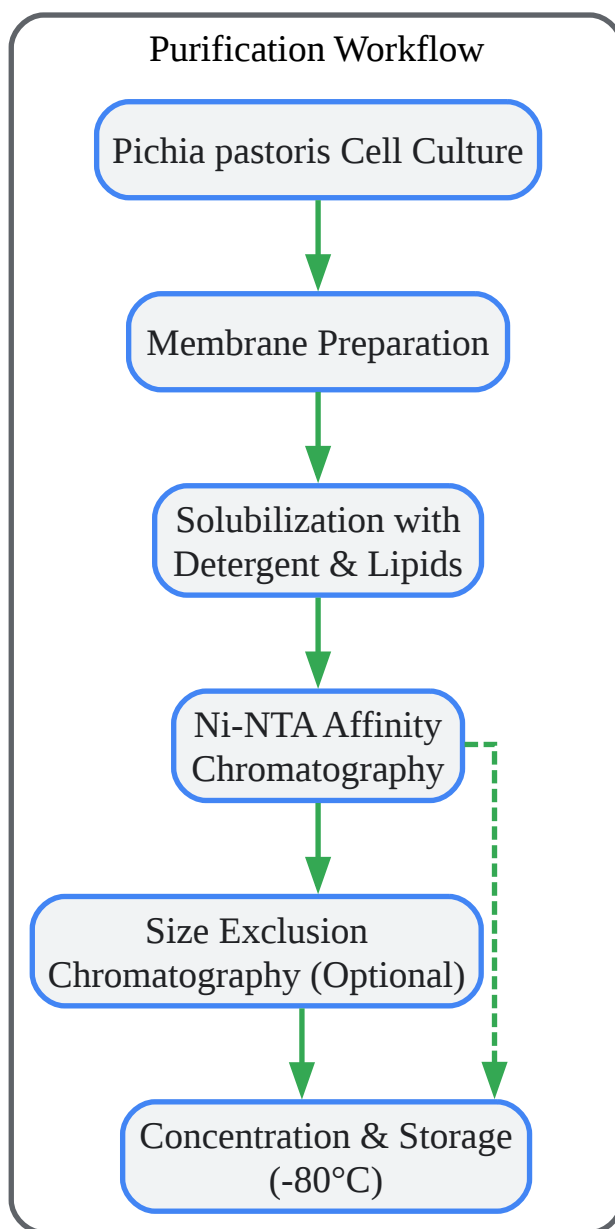 Purification Workflow
Pichia pastoris Cell Culture
Membrane Preparation
Solubilization with
Detergent & Lipids
Ni-NTA Affinity
Chromatography
Size Exclusion
Chromatography (Optional)
Concentration & Storage
(-80°C)